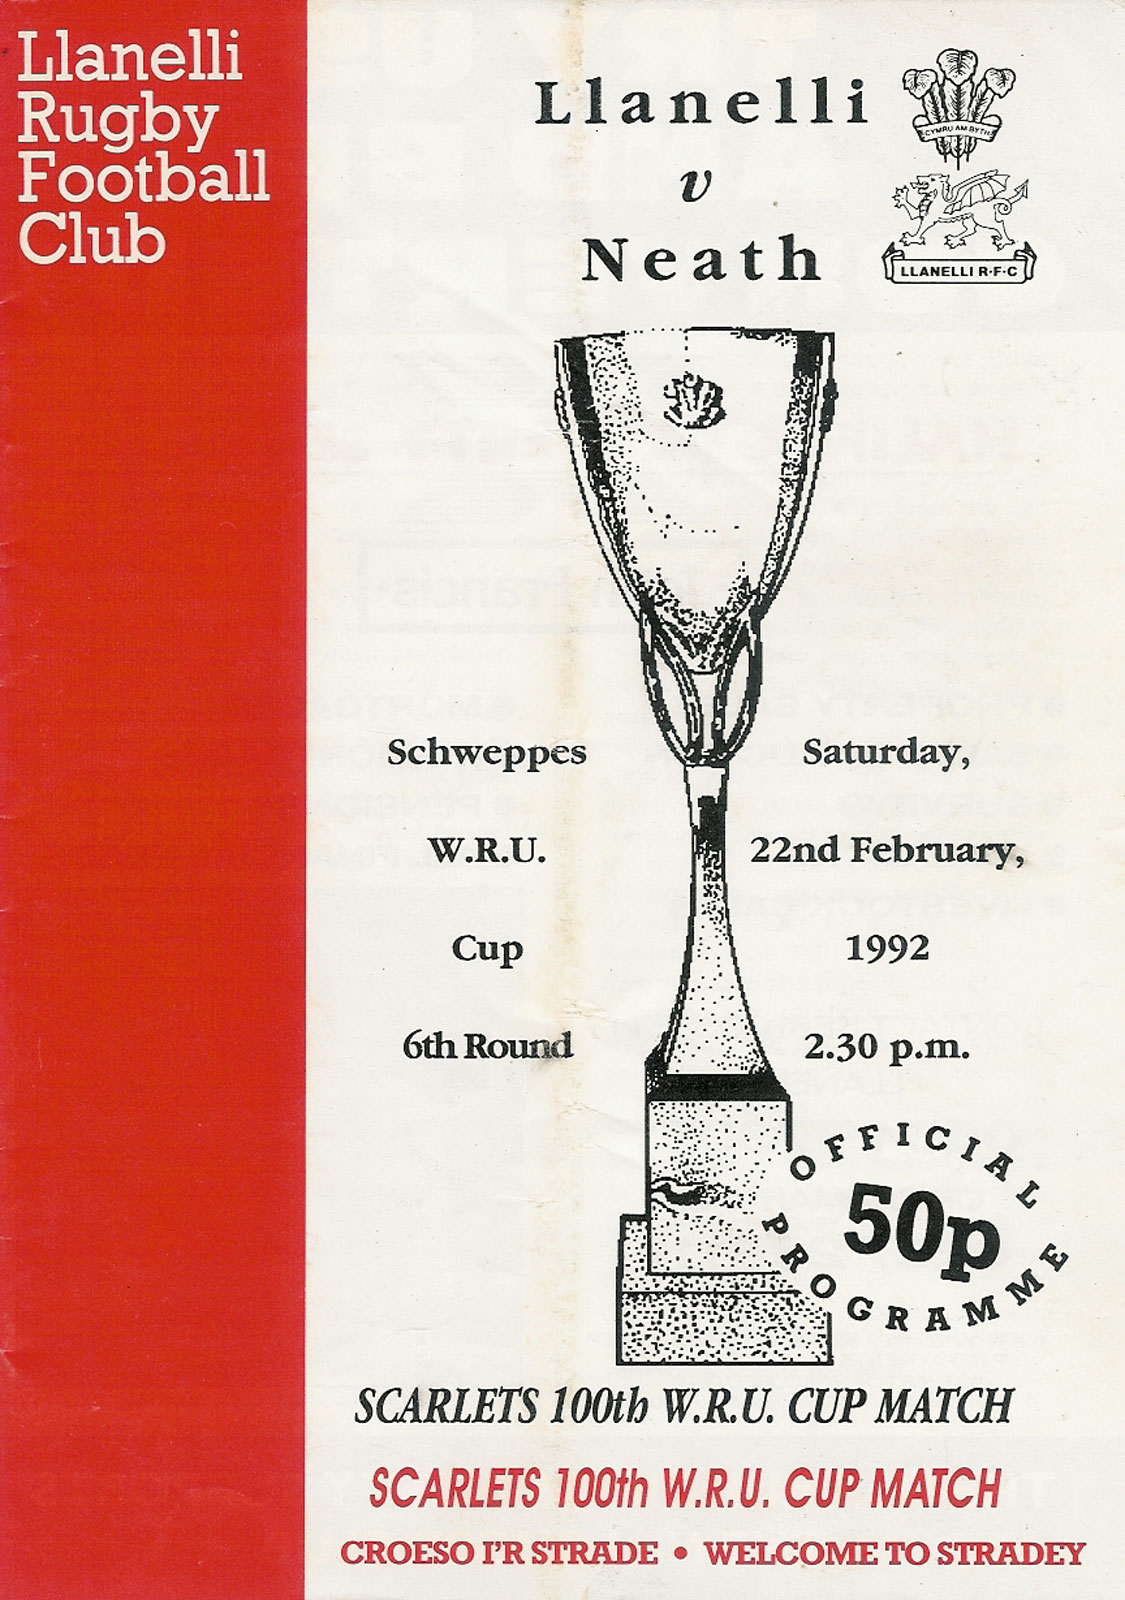 Llanelli
Rugby
Football
Club
Llanelli
v
Neath
CYMRU AM BYTH
LLANELLI R·F·C
Schweppes
W.R.U.
Cup
6th Round
Saturday,
22nd February,
1992
2.30 p.m.
OFFICIAL
50p
PROGRAMME
SCARLETS 100th W.R.U. CUP MATCH
SCARLETS 100th W.R.U. CUP MATCH
CROESO I'R STRADE • WELCOME TO STRADEY